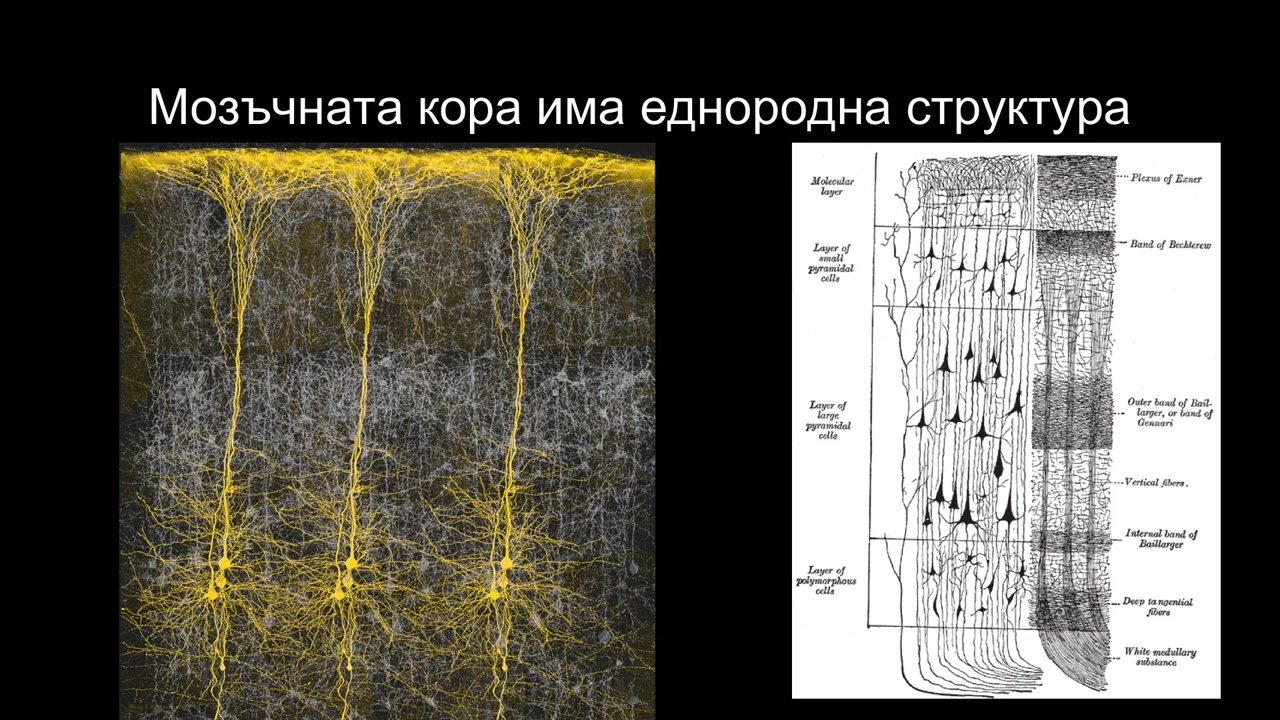 Мозъчната кора има еднородна структура
Molecular
layer
Layer of
small
pyramidal
cells
Layer of
large
pyramidal
cells
Layer of
polymorphous
cells
Plexus of Exner
Band of Bechterew
Outer band of Bail-
larger, or band of
Gennari
Vertical fibers.
Internal band of
Baillarger
Deep tangential
fibers
White medullary
substance